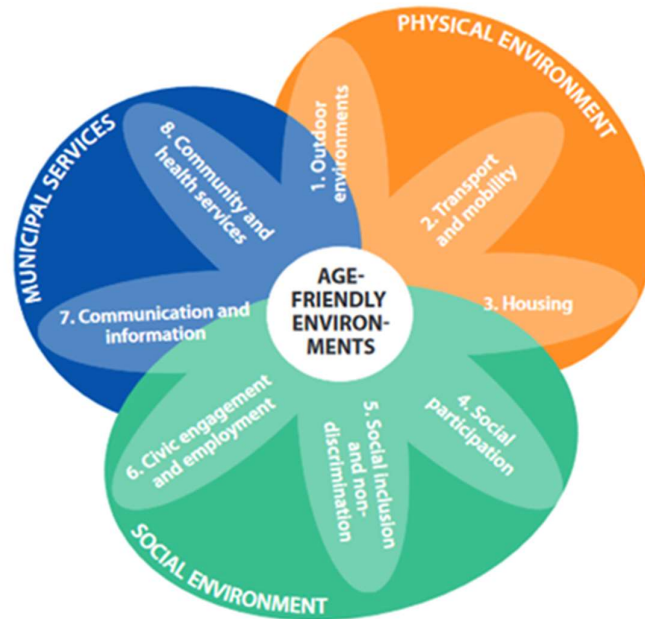 PHYSICAL ENVIRONMENT
MUNICIPAL SERVICES
SOCIAL ENVIRONMENT
AGE-
FRIENDLY
ENVIRON-
MENTS
1. Outdoor
environments
2. Transport
and mobility
3. Housing
4. Social
participation
5. Social inclusion
and non-
discrimination
6. Civic engagement
and employment
7. Communication and
information
8. Community and
health services